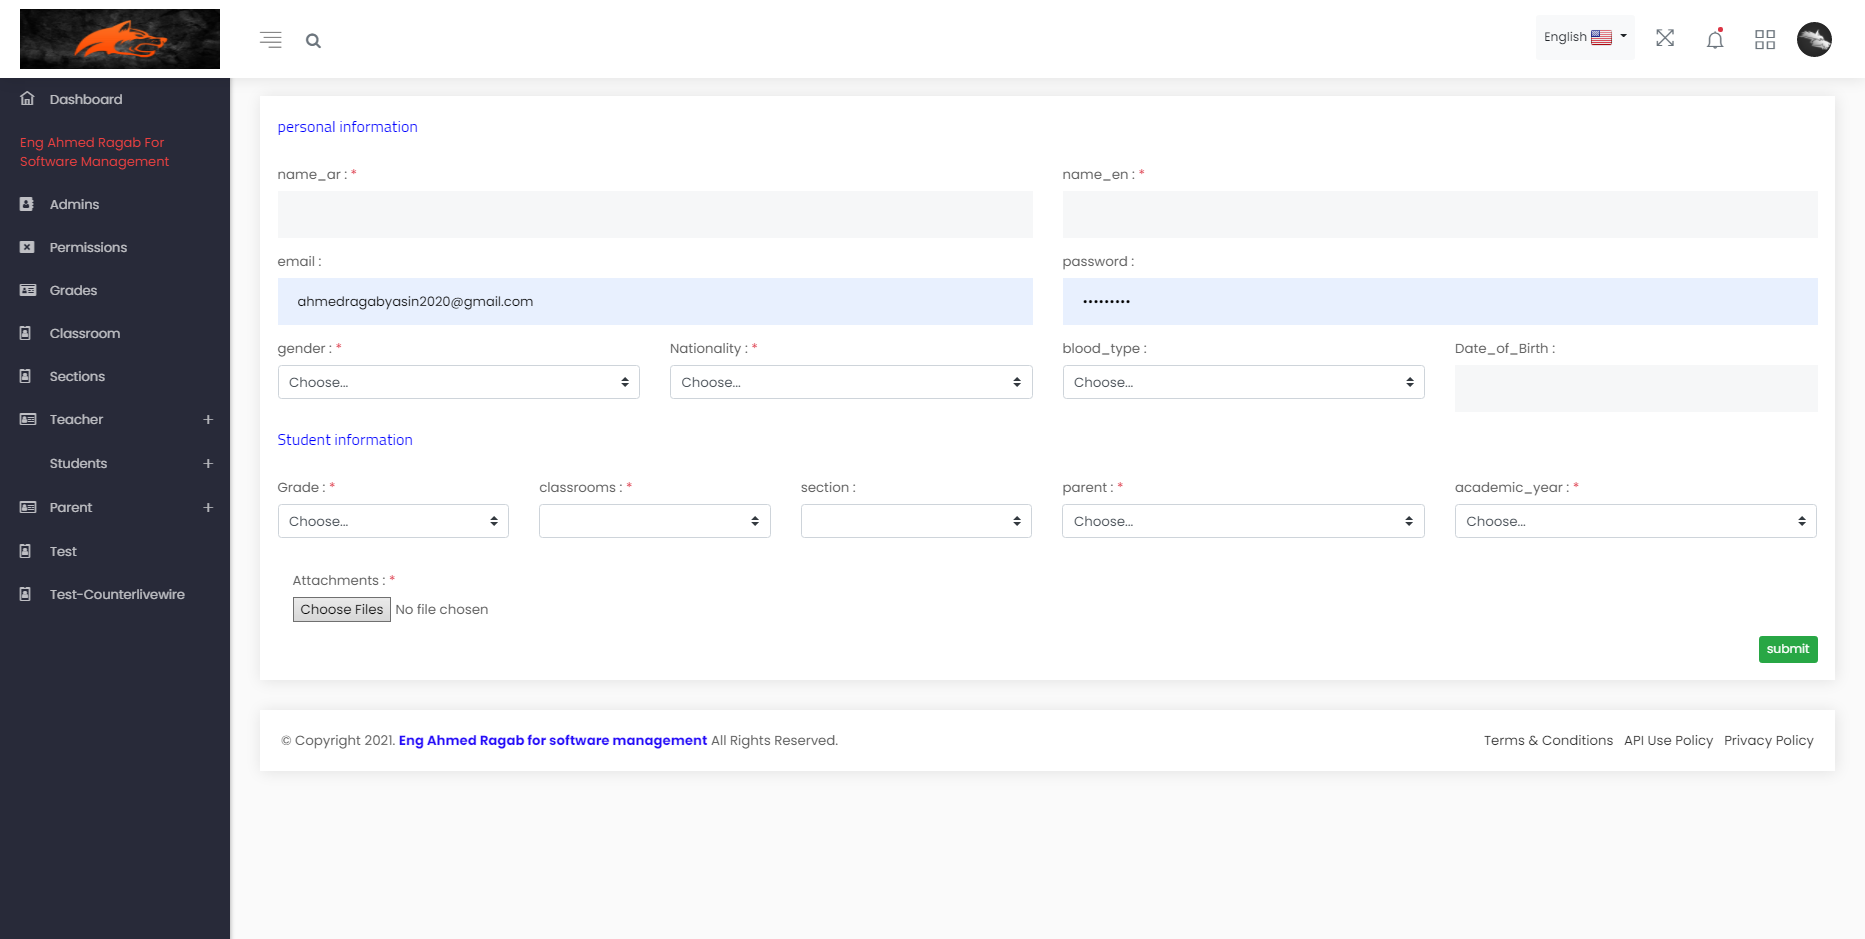 English
Dashboard
Eng Ahmed Ragab For
Software Management
Admins
Permissions
Grades
Classroom
Sections
Teacher +
Students +
Parent +
Test
Test-Counterlivewire
personal information
name_ar : * name_en : *
email : password :
ahmedragabyasin2020@gmail.com •••••••••
gender : * Nationality : * blood_type : Date_of_Birth :
Choose... Choose... Choose...
Student information
Grade : * classrooms : * section : parent : * academic_year : *
Choose... Choose... Choose...
Attachments : *
Choose Files No file chosen
submit
© Copyright 2021. Eng Ahmed Ragab for software management All Rights Reserved. Terms & Conditions API Use Policy Privacy Policy